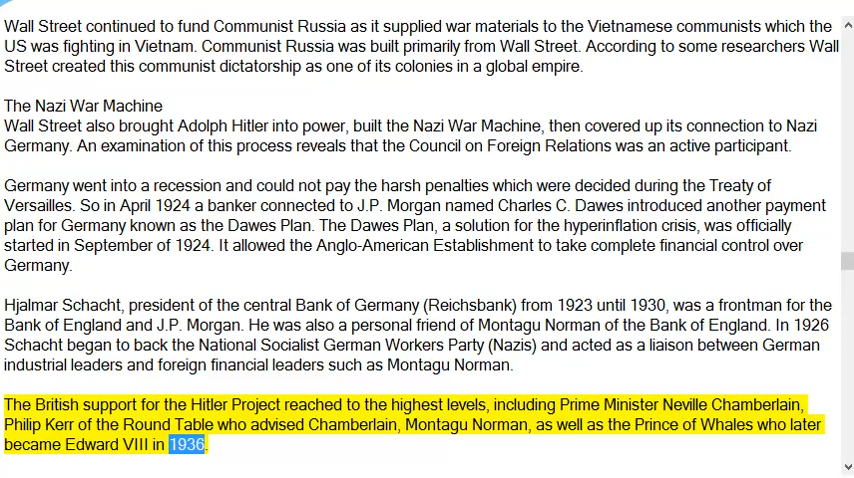 Wall Street continued to fund Communist Russia as it supplied war materials to the Vietnamese communists which the
US was fighting in Vietnam. Communist Russia was built primarily from Wall Street. According to some researchers Wall
Street created this communist dictatorship as one of its colonies in a global empire.
The Nazi War Machine
Wall Street also brought Adolph Hitler into power, built the Nazi War Machine, then covered up its connection to Nazi
Germany. An examination of this process reveals that the Council on Foreign Relations was an active participant.
Germany went into a recession and could not pay the harsh penalties which were decided during the Treaty of
Versailles. So in April 1924 a banker connected to J.P. Morgan named Charles C. Dawes introduced another payment
plan for Germany known as the Dawes Plan. The Dawes Plan, a solution for the hyperinflation crisis, was officially
started in September of 1924. It allowed the Anglo-American Establishment to take complete financial control over
Germany.
Hjalmar Schacht, president of the central Bank of Germany (Reichsbank) from 1923 until 1930, was a frontman for the
Bank of England and J.P. Morgan. He was also a personal friend of Montagu Norman of the Bank of England. In 1926
Schacht began to back the National Socialist German Workers Party (Nazis) and acted as a liaison between German
industrial leaders and foreign financial leaders such as Montagu Norman.
The British support for the Hitler Project reached to the highest levels, including Prime Minister Neville Chamberlain,
Philip Kerr of the Round Table who advised Chamberlain, Montagu Norman, as well as the Prince of Whales who later
became Edward VIII in 1936.